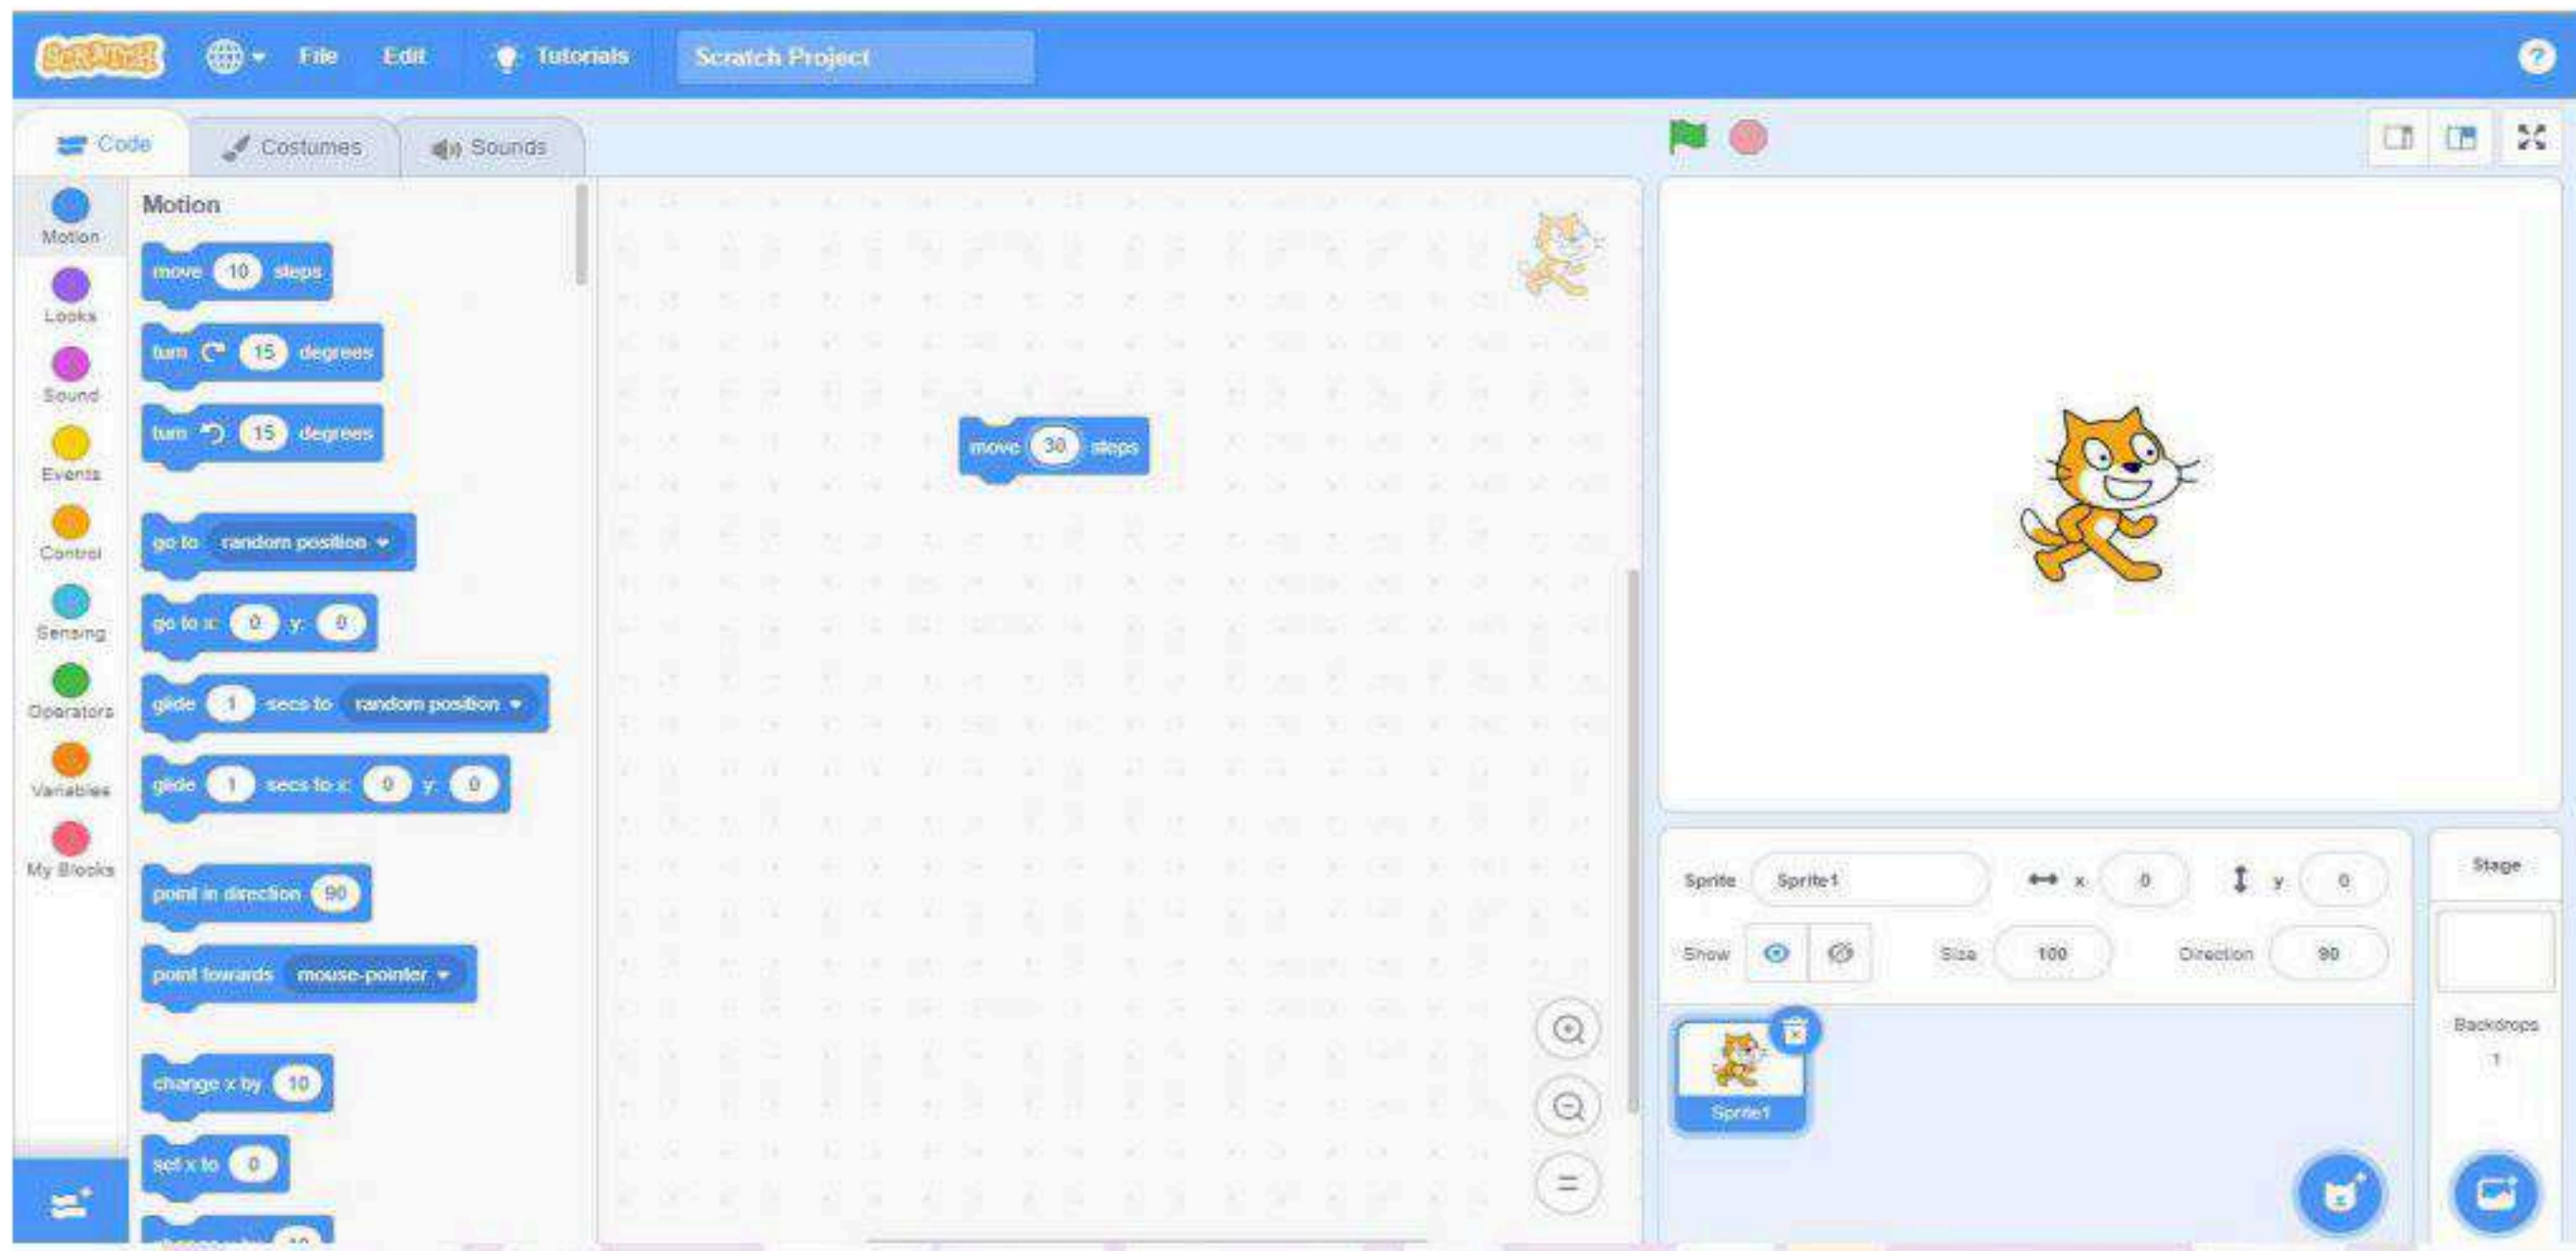 SCRATCH File Edit Tutorials Scratch Project ?
Code Costumes Sounds
Motion
Looks
Sound
Events
Control
Sensing
Operators
Variables
My Blocks
Motion
move 10 steps
turn 15 degrees
turn 15 degrees
go to random position
go to x: 0 y: 0
glide 1 secs to random position
glide 1 secs to x: 0 y: 0
point in direction 90
point towards mouse-pointer
change x by 10
set x to 0
change y by 10
move 30 steps
Sprite Sprite1 x 0 y 0
Show Size 100 Direction 90
Sprite1
Stage
Backdrops
1